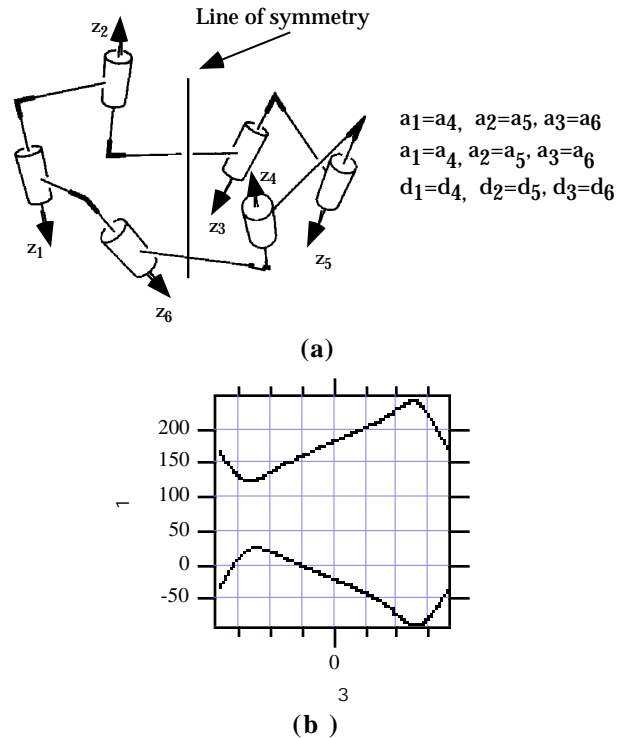 Line of symmetry
z2
a1=a4, a2=a5, a3=a6
a1=a4, a2=a5, a3=a6
d1=d4, d2=d5, d3=d6
z4
z3
z1
z5
z6
(a)
200
150
100
50
0
-50
1
0
3
(b )